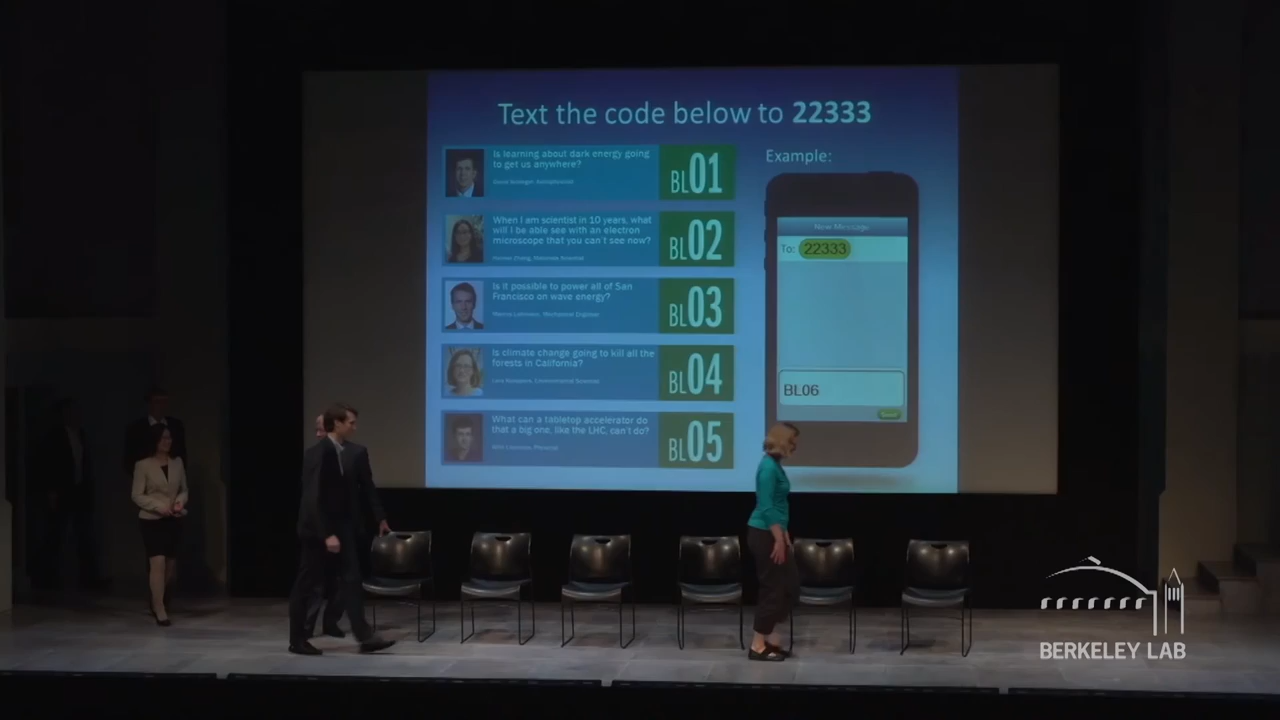 Text the code below to 22333
Is learning about dark energy going
to get us anywhere?
BL01
When I am scientist in 10 years, what
will I be able see with an electron
microscope that you can't see now?
BL02
Is it possible to power all of San
Francisco on wave energy?
Mechanical Engineer
BL03
Is climate change going to kill all the
forests in California?
Environmental Scientist
BL04
What can a tabletop accelerator do
that a big one, like the LHC, can't do?
BL05
Example:
New Message
To: 22333
BL06
Send
BERKELEY LAB